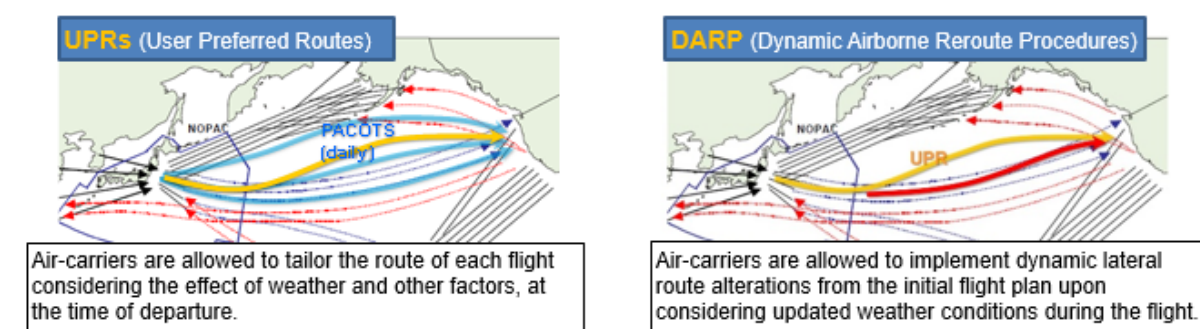 UPRs (User Preferred Routes)
NOPAC
PACOTS
(daily)
Air-carriers are allowed to tailor the route of each flight
considering the effect of weather and other factors, at
the time of departure.
DARP (Dynamic Airborne Reroute Procedures)
NOPAC
UPR
Air-carriers are allowed to implement dynamic lateral
route alterations from the initial flight plan upon
considering updated weather conditions during the flight.